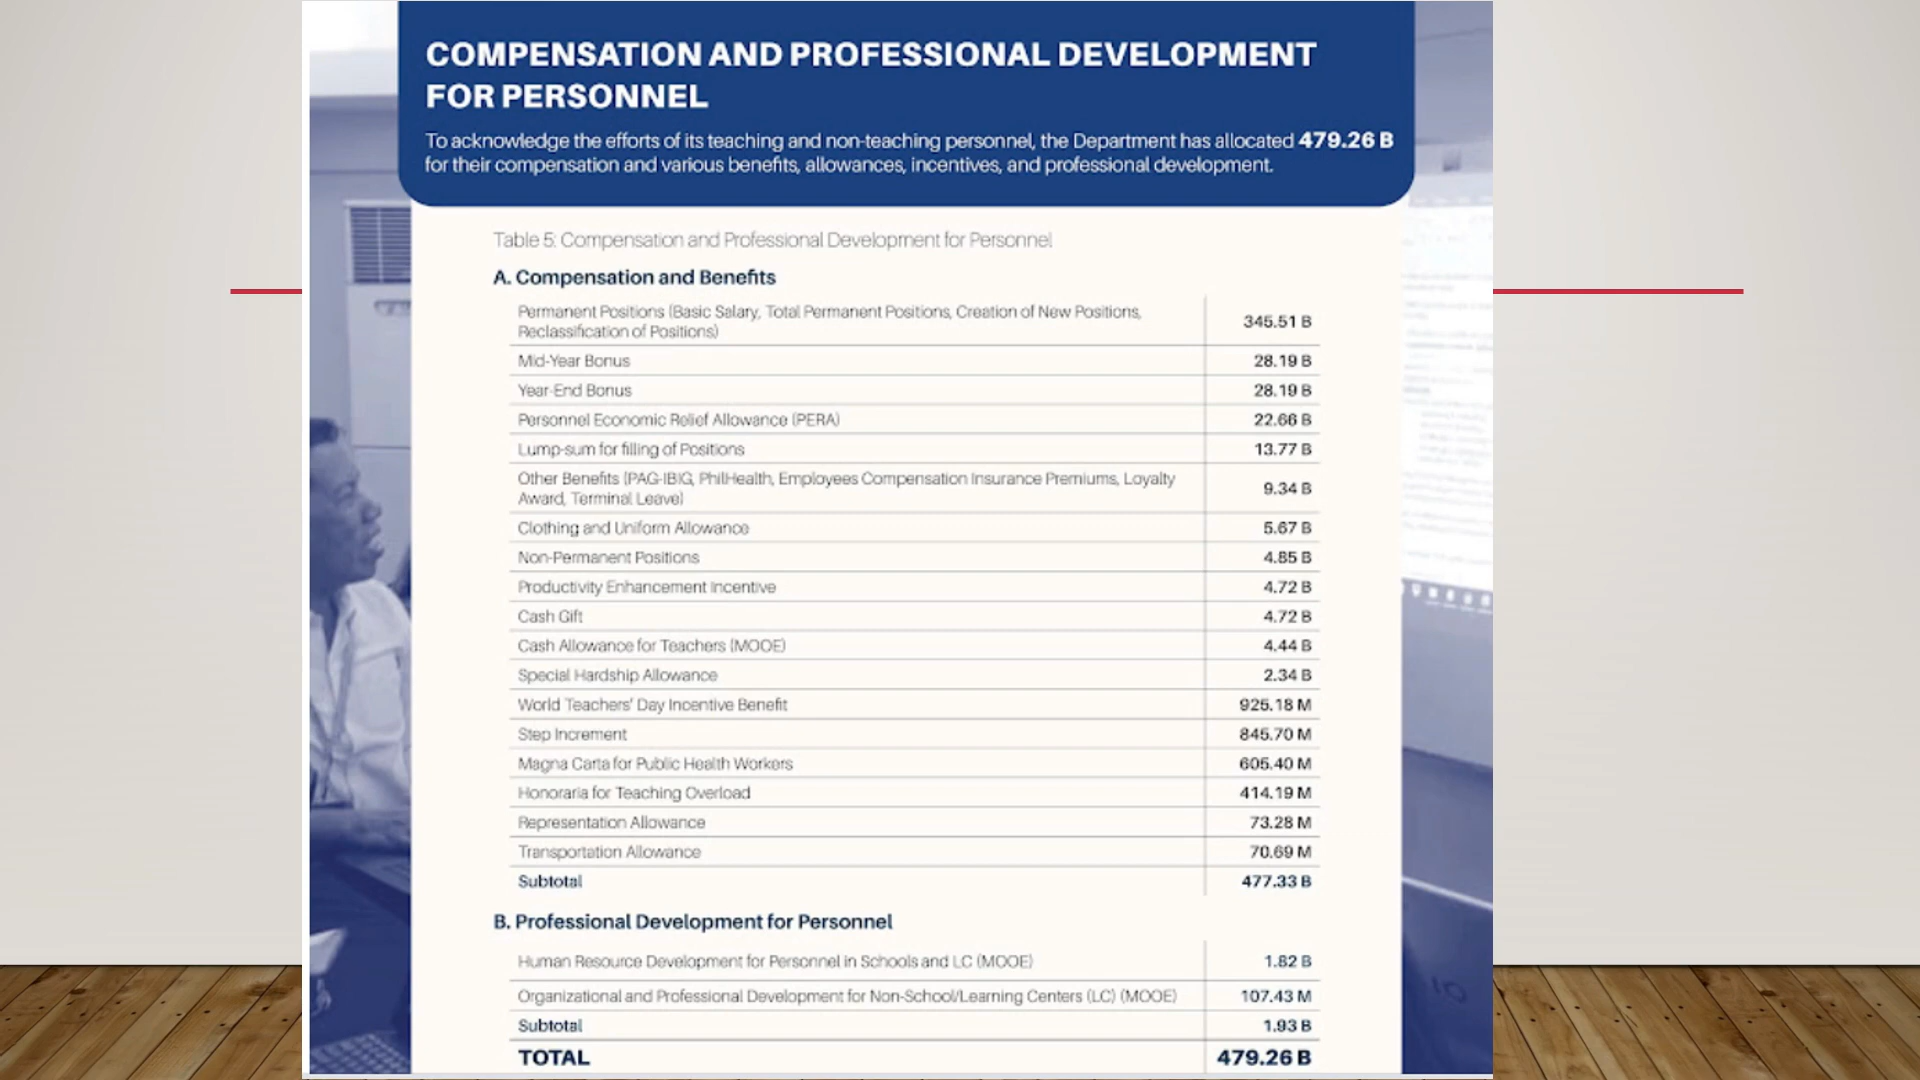 COMPENSATION AND PROFESSIONAL DEVELOPMENT
FOR PERSONNEL
To acknowledge the efforts of its teaching and non-teaching personnel, the Department has allocated 479.26 B
for their compensation and various benefits, allowances, incentives, and professional development.
Table 5: Compensation and Professional Development for Personnel
A. Compensation and Benefits
Permanent Positions (Basic Salary, Total Permanent Positions, Creation of New Positions,
Reclassification of Positions) 345.51 B
Mid-Year Bonus 28.19 B
Year-End Bonus 28.19 B
Personnel Economic Relief Allowance (PERA) 22.66 B
Lump-sum for filling of Positions 13.77 B
Other Benefits (PAG-IBIG, PhilHealth, Employees Compensation Insurance Premiums, Loyalty
Award, Terminal Leave) 9.34 B
Clothing and Uniform Allowance 5.67 B
Non-Permanent Positions 4.85 B
Productivity Enhancement Incentive 4.72 B
Cash Gift 4.72 B
Cash Allowance for Teachers (MOOE) 4.44 B
Special Hardship Allowance 2.34 B
World Teachers' Day Incentive Benefit 925.18 M
Step Increment 845.70 M
Magna Carta for Public Health Workers 605.40 M
Honoraria for Teaching Overload 414.19 M
Representation Allowance 73.28 M
Transportation Allowance 70.69 M
Subtotal 477.33 B
B. Professional Development for Personnel
Human Resource Development for Personnel in Schools and LC (MOOE) 1.82 B
Organizational and Professional Development for Non-School/Learning Centers (LC) (MOOE) 107.43 M
Subtotal 1.93 B
TOTAL 479.26 B